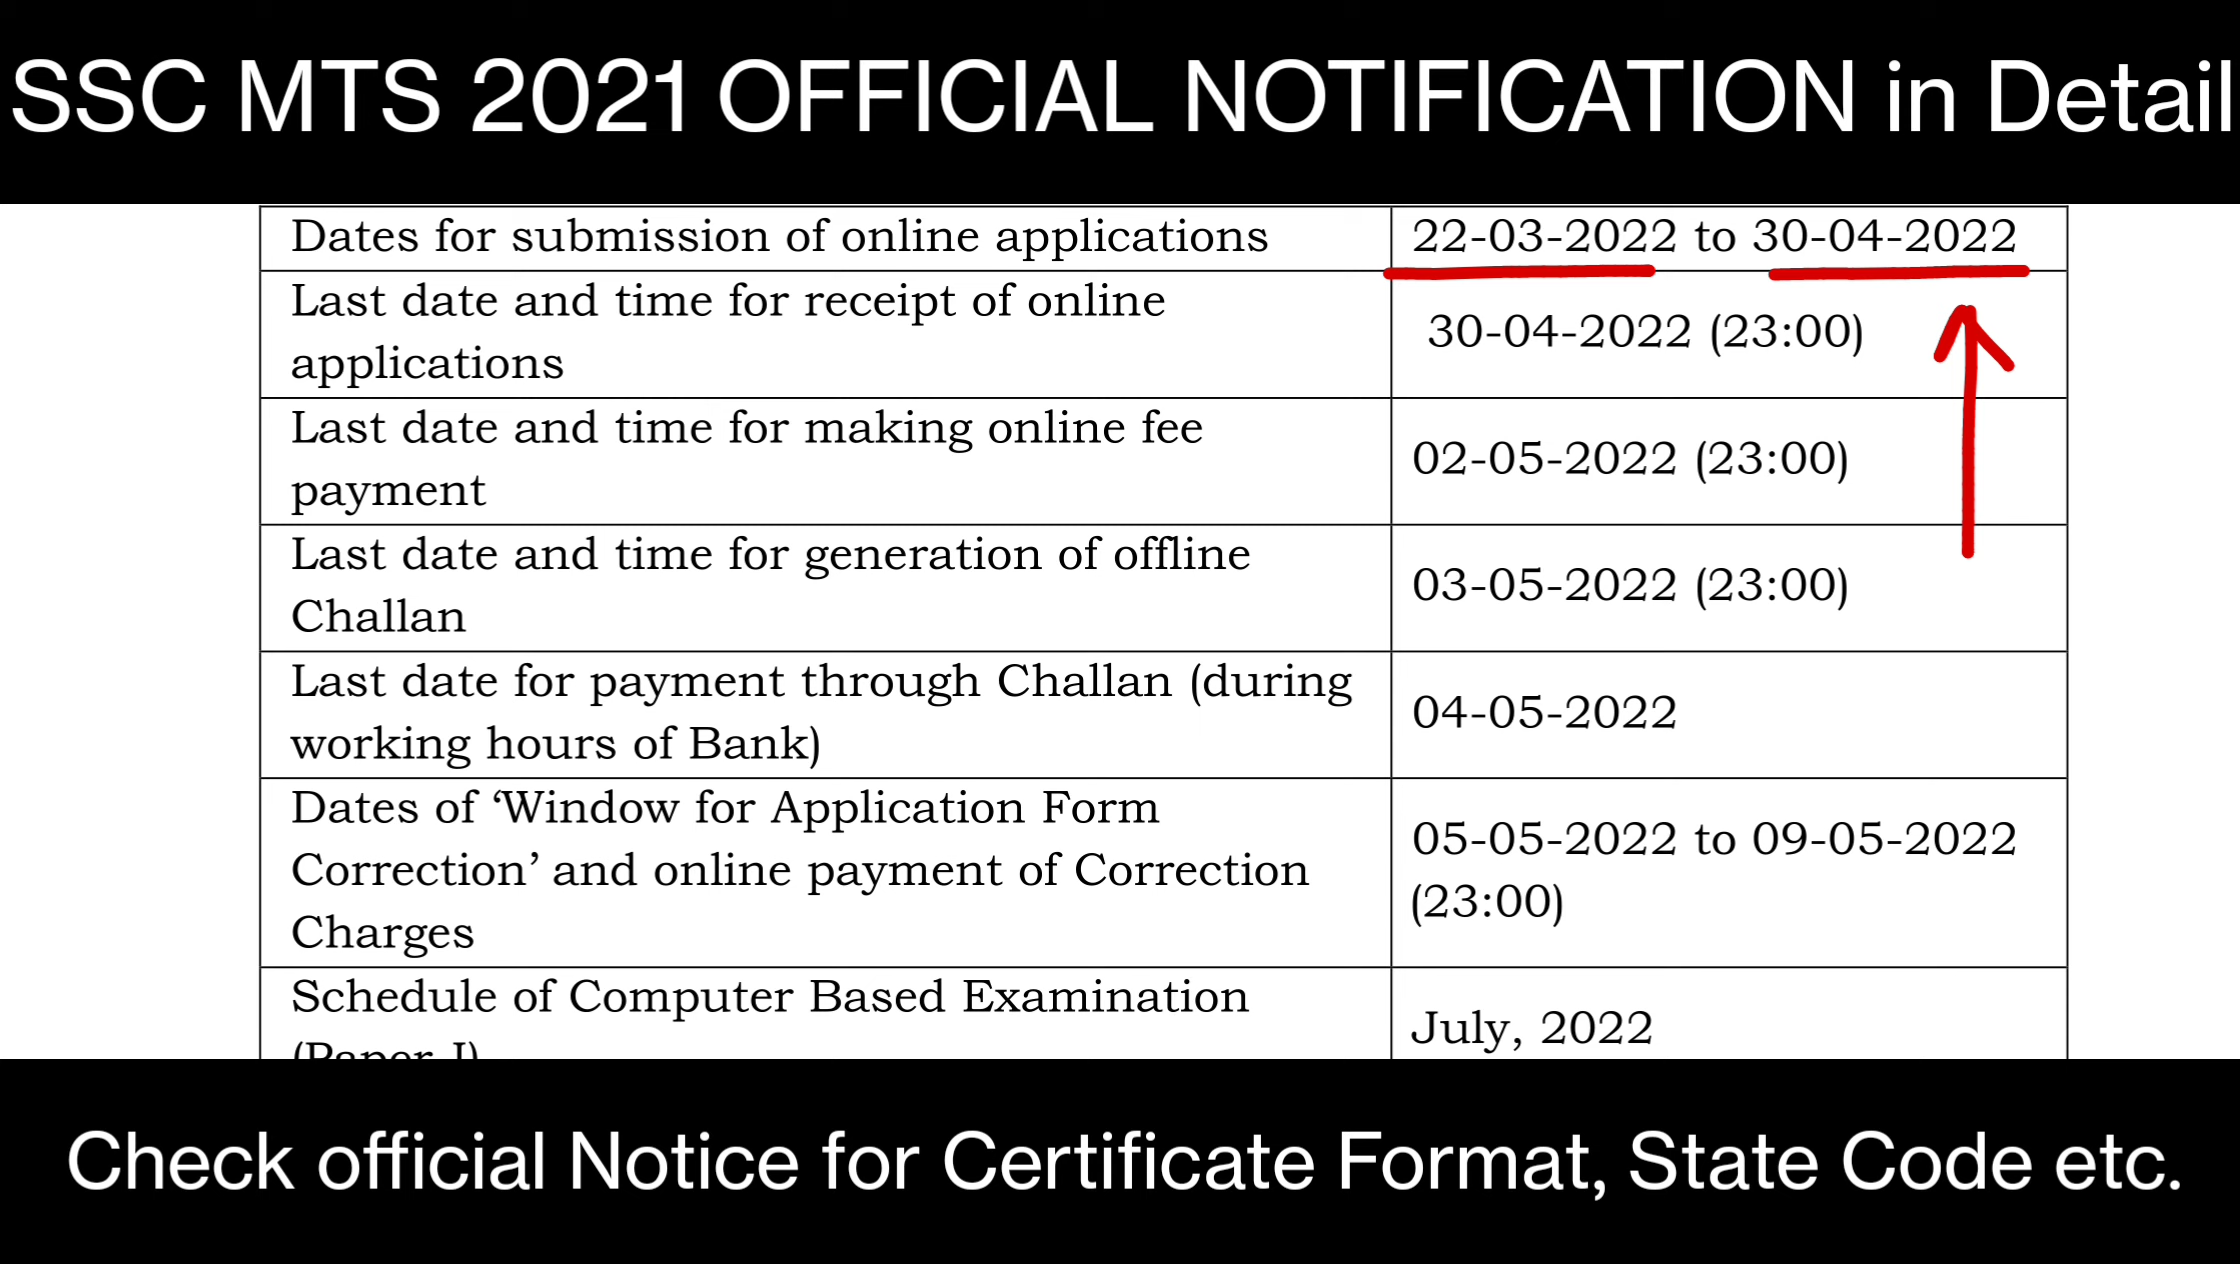 SSC MTS 2021 OFFICIAL NOTIFICATION in Detail
Dates for submission of online applications
22-03-2022 to 30-04-2022
Last date and time for receipt of online
applications
30-04-2022 (23:00)
Last date and time for making online fee
payment
02-05-2022 (23:00)
Last date and time for generation of offline
Challan
03-05-2022 (23:00)
Last date for payment through Challan (during
working hours of Bank)
04-05-2022
Dates of ‘Window for Application Form
Correction’ and online payment of Correction
Charges
05-05-2022 to 09-05-2022
(23:00)
Schedule of Computer Based Examination
(Paper I)
July, 2022
Check official Notice for Certificate Format, State Code etc.